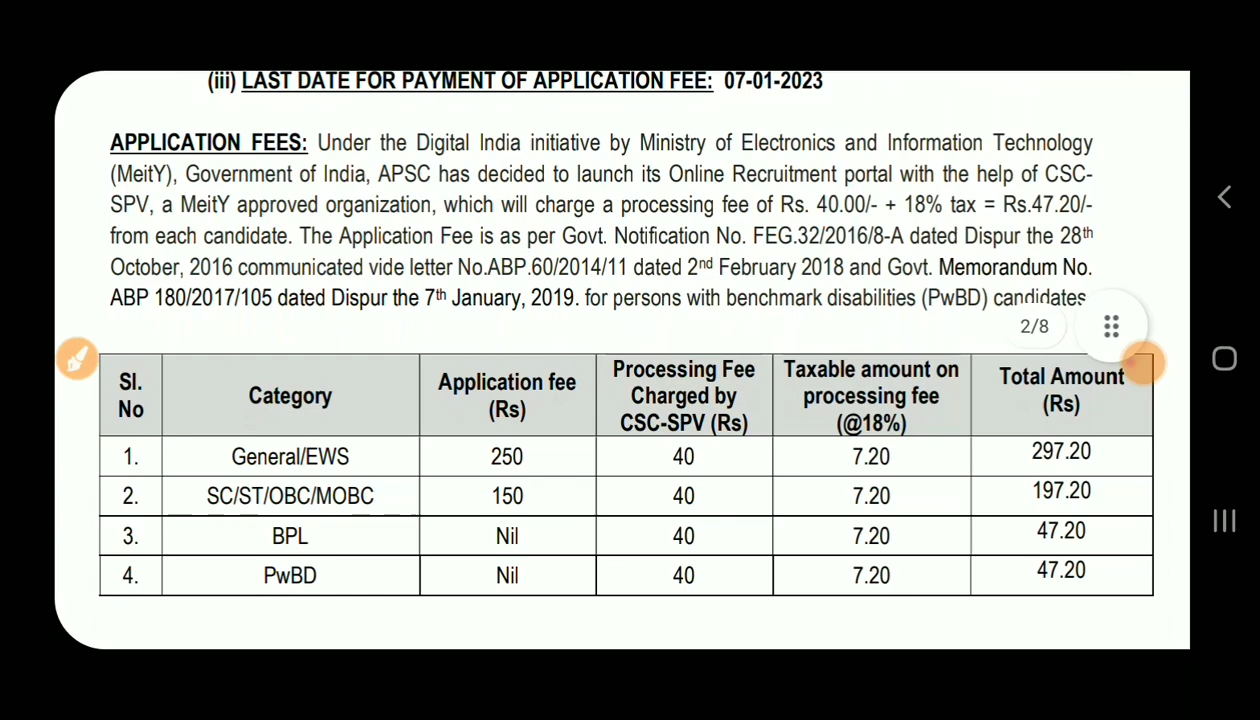 (iii) LAST DATE FOR PAYMENT OF APPLICATION FEE: 07-01-2023
APPLICATION FEES: Under the Digital India initiative by Ministry of Electronics and Information Technology
(MeitY), Government of India, APSC has decided to launch its Online Recruitment portal with the help of CSC-
SPV, a MeitY approved organization, which will charge a processing fee of Rs. 40.00/- + 18% tax = Rs.47.20/-
from each candidate. The Application Fee is as per Govt. Notification No. FEG.32/2016/8-A dated Dispur the 28th
October, 2016 communicated vide letter No.ABP.60/2014/11 dated 2nd February 2018 and Govt. Memorandum No.
ABP 180/2017/105 dated Dispur the 7th January, 2019. for persons with benchmark disabilities (PwBD) candidates
2/8
Sl. No Category Application fee (Rs) Processing Fee Charged by CSC-SPV (Rs) Taxable amount on processing fee (@18%) Total Amount (Rs)
1. General/EWS 250 40 7.20 297.20
2. SC/ST/OBC/MOBC 150 40 7.20 197.20
3. BPL Nil 40 7.20 47.20
4. PwBD Nil 40 7.20 47.20